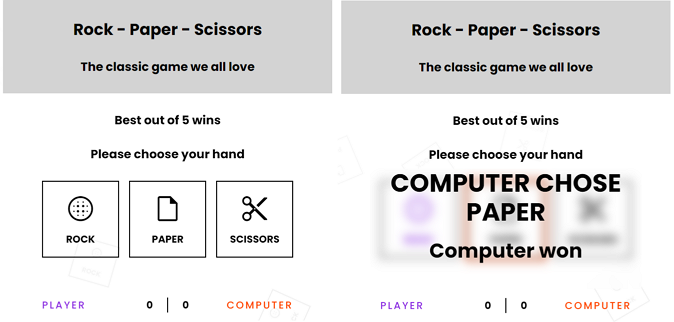 Rock - Paper - Scissors
The classic game we all love
Best out of 5 wins
Please choose your hand
ROCK
PAPER
SCISSORS
PLAYER
0
0
COMPUTER
Rock - Paper - Scissors
The classic game we all love
Best out of 5 wins
Please choose your hand
COMPUTER CHOSE
PAPER
Computer won
PLAYER
0
0
COMPUTER